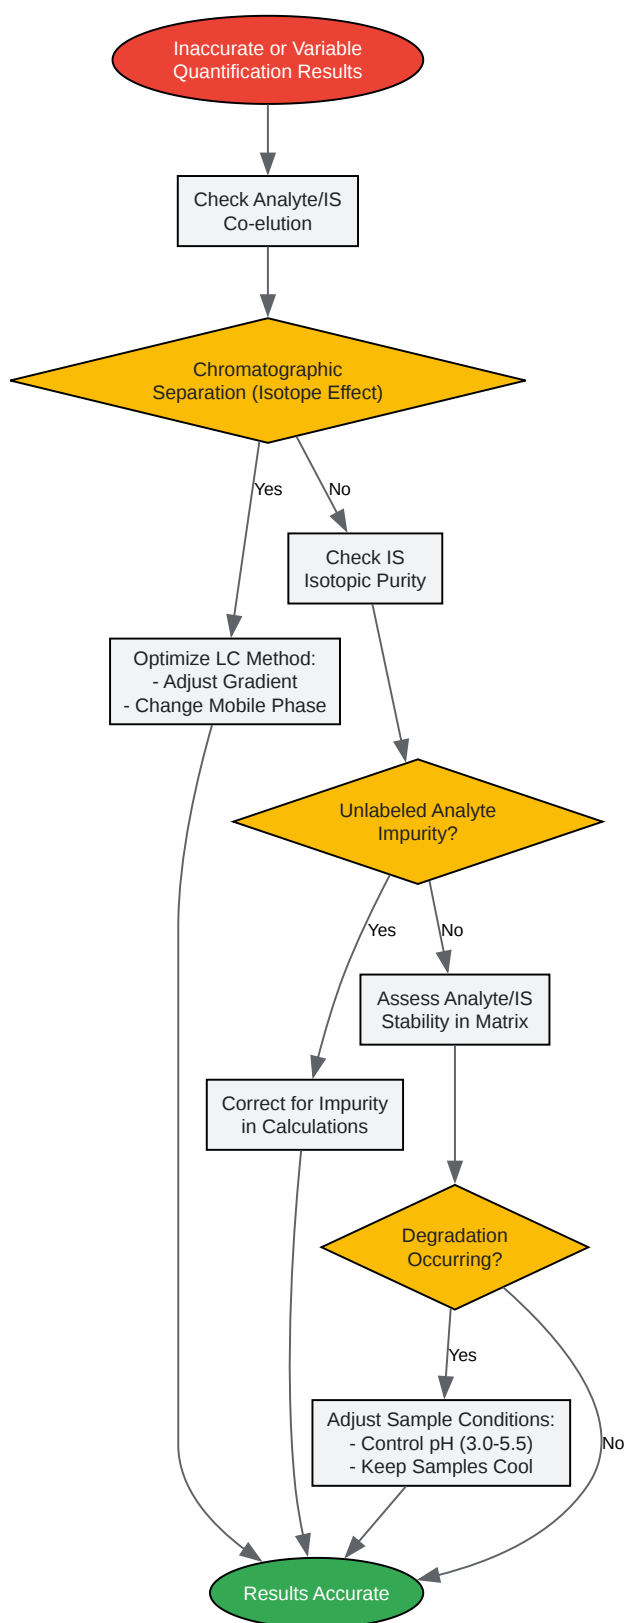 Inaccurate or Variable
Quantification Results
Check Analyte/IS
Co-elution
Chromatographic
Separation (Isotope Effect)
Yes
No
Check IS
Isotopic Purity
Optimize LC Method:
- Adjust Gradient
- Change Mobile Phase
Unlabeled Analyte
Impurity?
Yes
No
Assess Analyte/IS
Stability in Matrix
Correct for Impurity
in Calculations
Degradation
Occurring?
Yes
Adjust Sample Conditions:
- Control pH (3.0-5.5)
- Keep Samples Cool
No
Results Accurate